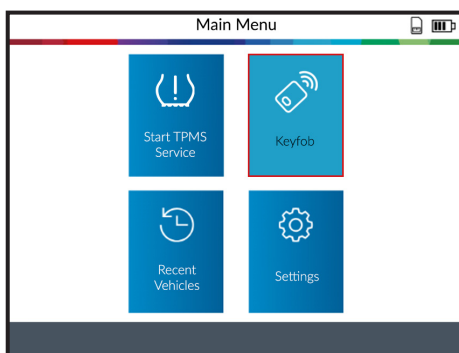 Main Menu
Start TPMS
Service
Keyfob
Recent
Vehicles
Settings